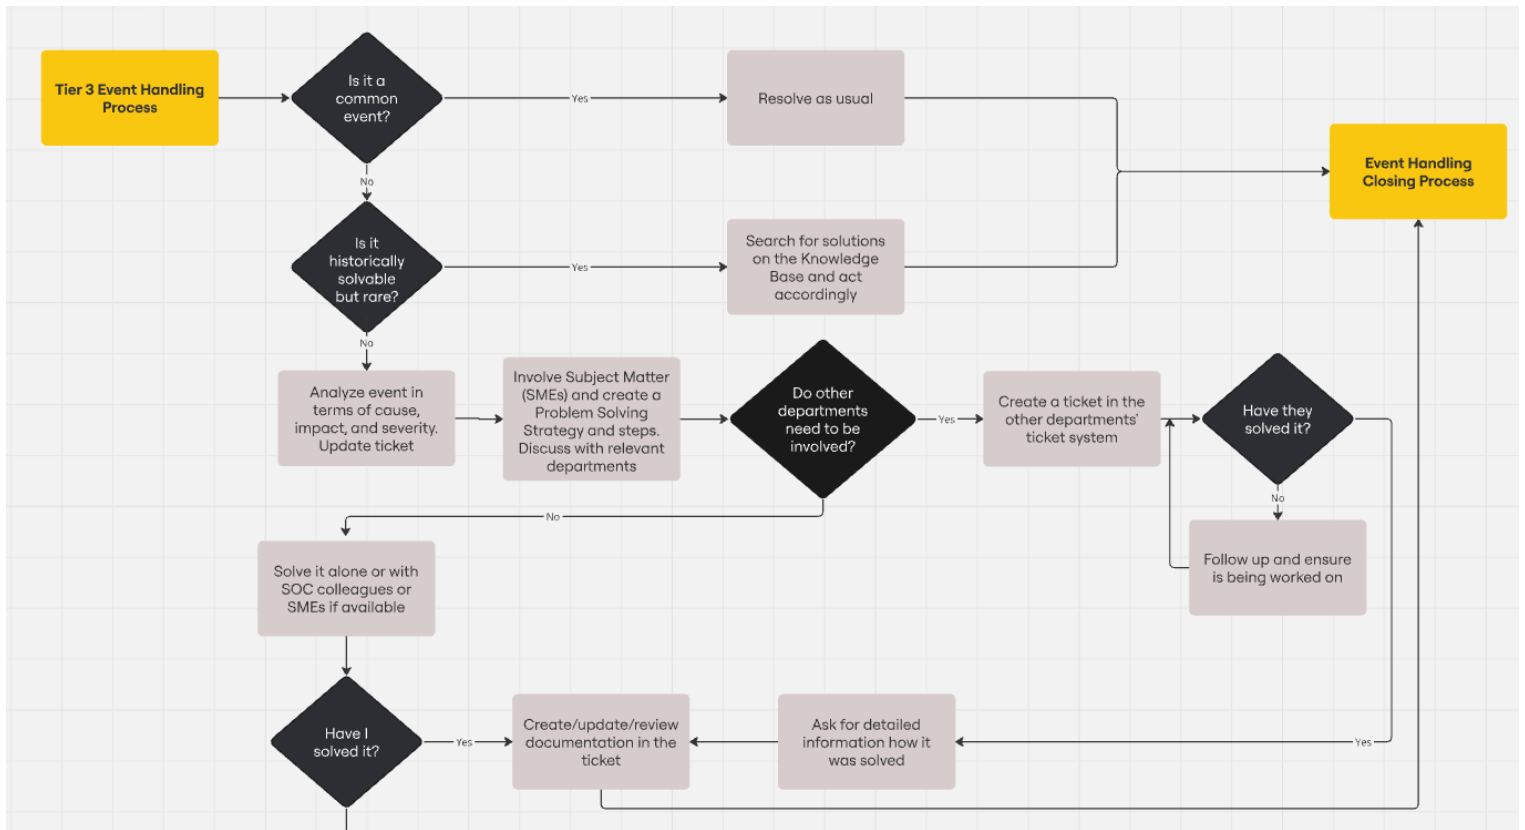 Tier 3 Event Handling
Process
Is it a
common
event?
Yes
Resolve as usual
Event Handling
Closing Process
No
Is it
historically
solvable
but rare?
Yes
Search for solutions
on the Knowledge
Base and act
accordingly
No
Analyze event in
terms of cause,
impact, and severity.
Update ticket
Involve Subject Matter
(SMEs) and create a
Problem Solving
Strategy and steps.
Discuss with relevant
departments
Do other
departments
need to be
involved?
Yes
Create a ticket in the
other departments'
ticket system
Have they
solved it?
No
Follow up and ensure
is being worked on
No
Solve it alone or with
SOC colleagues or
SMEs if available
Have I
solved it?
Yes
Create/update/review
documentation in the
ticket
Ask for detailed
information how it
was solved
Yes